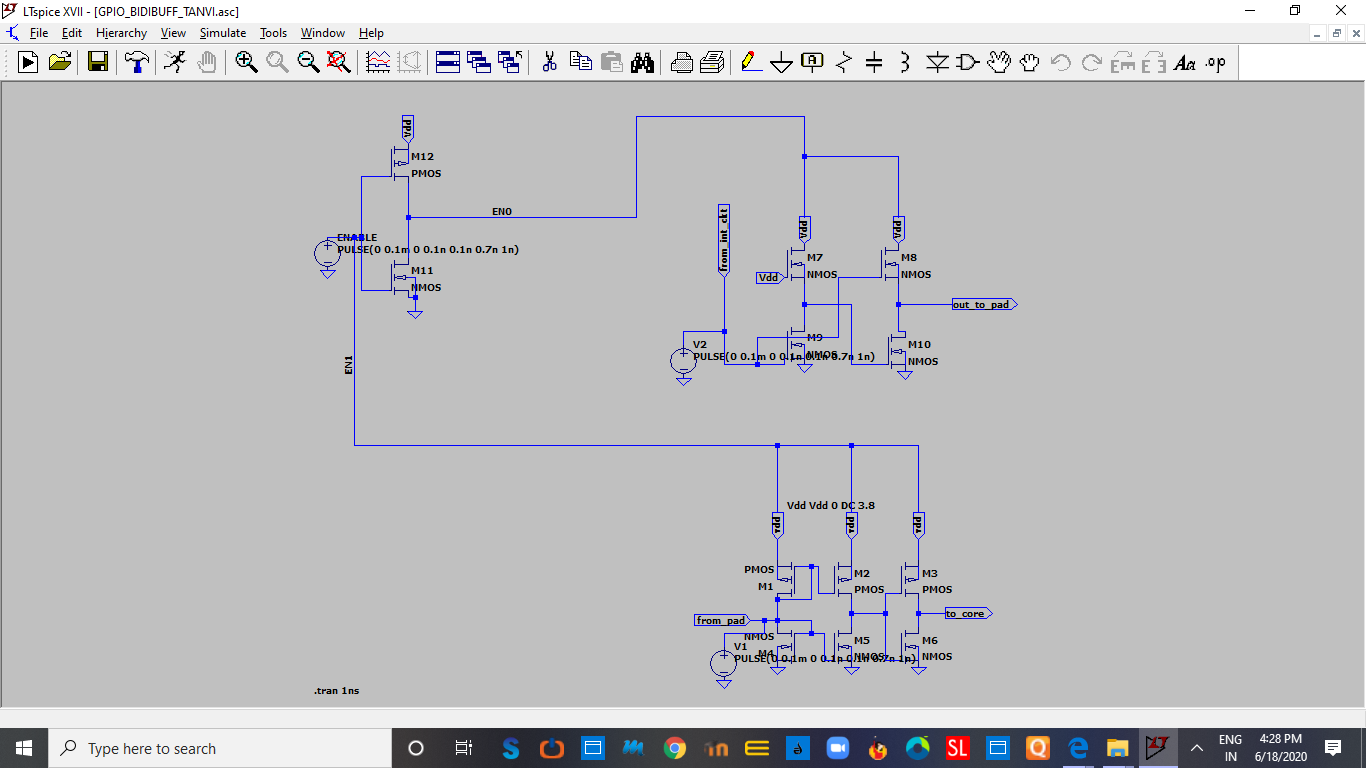 LTspice XVII - [GPIO_BIDIBUFF_TANVI.asc]
File Edit Hierarchy View Simulate Tools Window Help
Vdd
M12
PMOS
EN0
ENABLE
PULSE(0 0.1m 0 0.1n 0.1n 0.7n 1n)
M11
NMOS
EN1
from_int_ckt
Vdd
Vdd
M7
NMOS
Vdd
M8
NMOS
out_to_pad
V2
PULSE(0 0.1m 0 0.1n 0.1n 0.7n 1n)
M9
NMOS
M10
NMOS
Vdd Vdd 0 DC 3.8
Vdd
Vdd
Vdd
PMOS
M1
M2
PMOS
M3
PMOS
from_pad
to_core
NMOS
M4
V1
PULSE(0 0.1m 0 0.1n 0.1n 0.7n 1n)
M5
NMOS
M6
NMOS
.tran 1ns
Type here to search
SL
ENG
IN
4:28 PM
6/18/2020